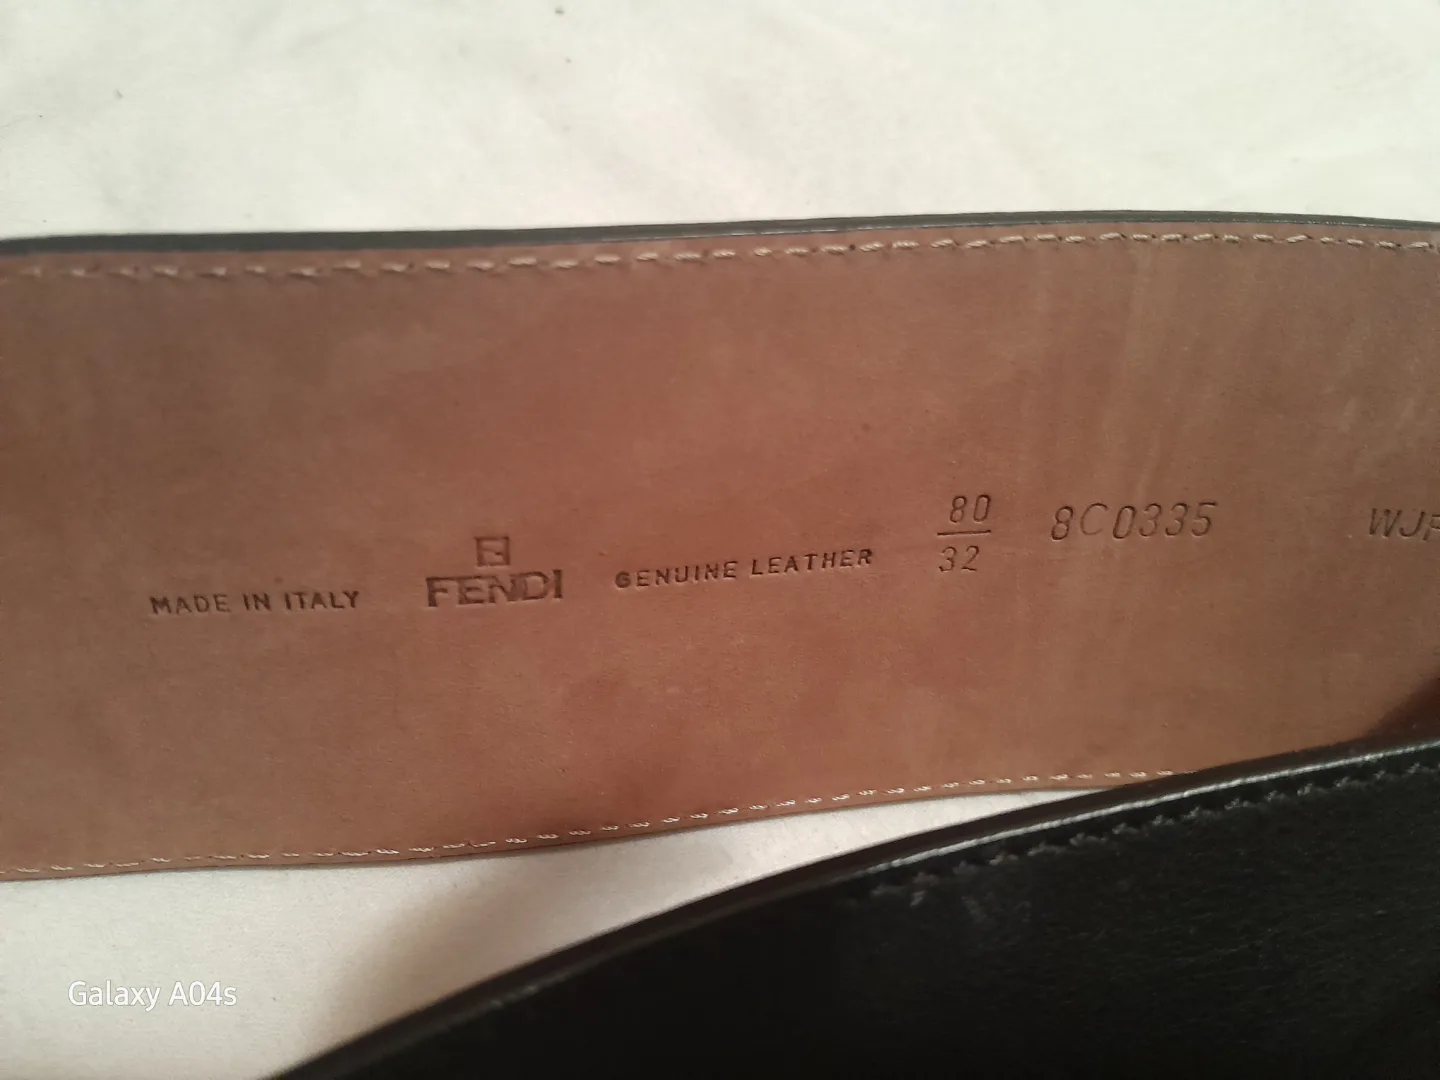 MADE IN ITALY
FENDI
GENUINE LEATHER
80
32
8C0335
Galaxy A04s